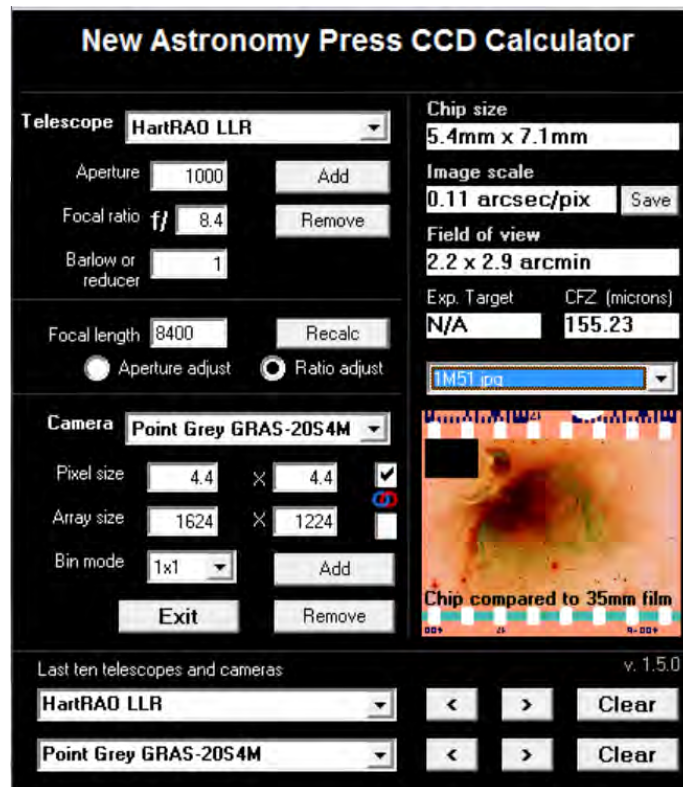 New Astronomy Press CCD Calculator
Telescope HartRAO LLR
Aperture 1000 Add
Focal ratio f/ 8.4 Remove
Barlow or
reducer 1
Focal length 8400 Recalc
Aperture adjust Ratio adjust
Camera Point Grey GRAS-20S4M
Pixel size 4.4 X 4.4
Array size 1624 X 1224
Bin mode 1x1 Add
Exit Remove
Chip size
5.4mm x 7.1mm
Image scale
0.11 arcsec/pix Save
Field of view
2.2 x 2.9 arcmin
Exp. Target CFZ (microns)
N/A 155.23
1M51.jpg
Chip compared to 35mm film
Last ten telescopes and cameras v. 1.5.0
HartRAO LLR < > Clear
Point Grey GRAS-20S4M < > Clear